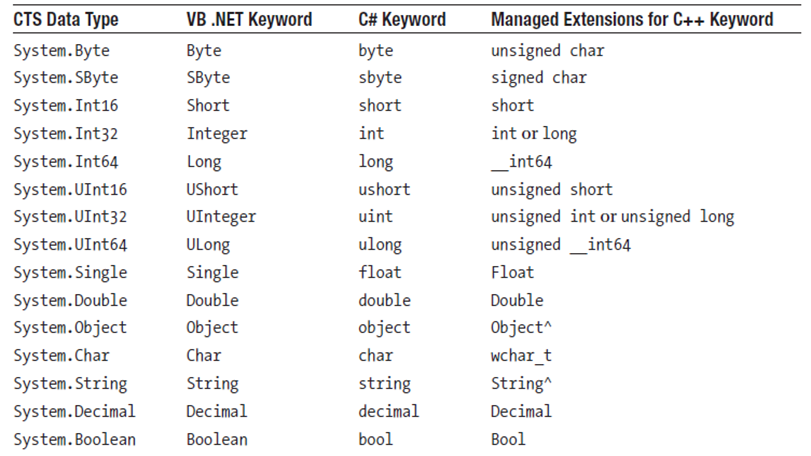 CTS Data Type VB .NET Keyword C# Keyword Managed Extensions for C++ Keyword
System.Byte Byte byte unsigned char
System.SByte SByte sbyte signed char
System.Int16 Short short short
System.Int32 Integer int int or long
System.Int64 Long long __int64
System.UInt16 UShort ushort unsigned short
System.UInt32 UInteger uint unsigned int or unsigned long
System.UInt64 ULong ulong unsigned __int64
System.Single Single float Float
System.Double Double double Double
System.Object Object object Object^
System.Char Char char wchar_t
System.String String string String^
System.Decimal Decimal decimal Decimal
System.Boolean Boolean bool Bool